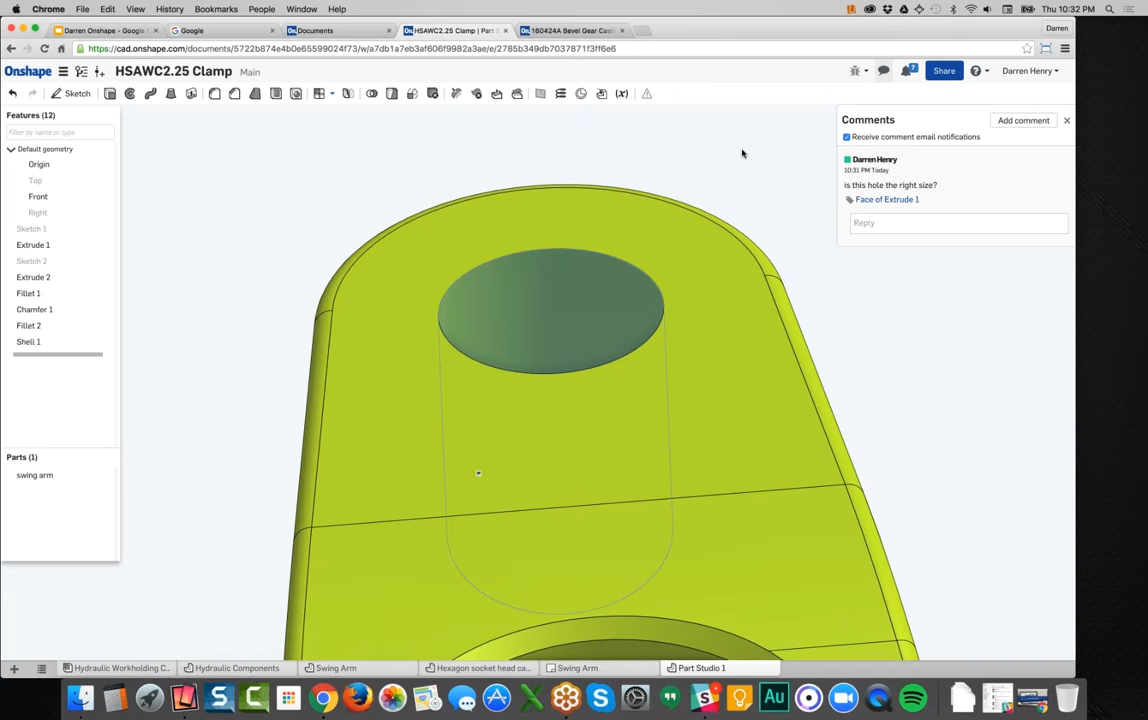 Chrome File Edit View History Bookmarks People Window Help Thu 10:32 PM
Darren Onshape - Google Google Documents HSAWC2.25 Clamp | Part S 160424A Bevel Gear Casti Darren
https://cad.onshape.com/documents/5722b874e4b0e65599024f73/w/a7db1a7eb3af606f9982a3ae/e/2785b349db7037871f3ff6e6
Onshape HSAWC2.25 Clamp Main 7 Share Darren Henry
Sketch (x)
Features (12)
Filter by name or type
Default geometry
Origin
Top
Front
Right
Sketch 1
Extrude 1
Sketch 2
Extrude 2
Fillet 1
Chamfer 1
Fillet 2
Shell 1
Parts (1)
swing arm
Comments Add comment
Receive comment email notifications
Darren Henry
10:31 PM Today
is this hole the right size?
Face of Extrude 1
Reply
Hydraulic Workholding C... Hydraulic Components Swing Arm Hexagon socket head ca... Swing Arm Part Studio 1